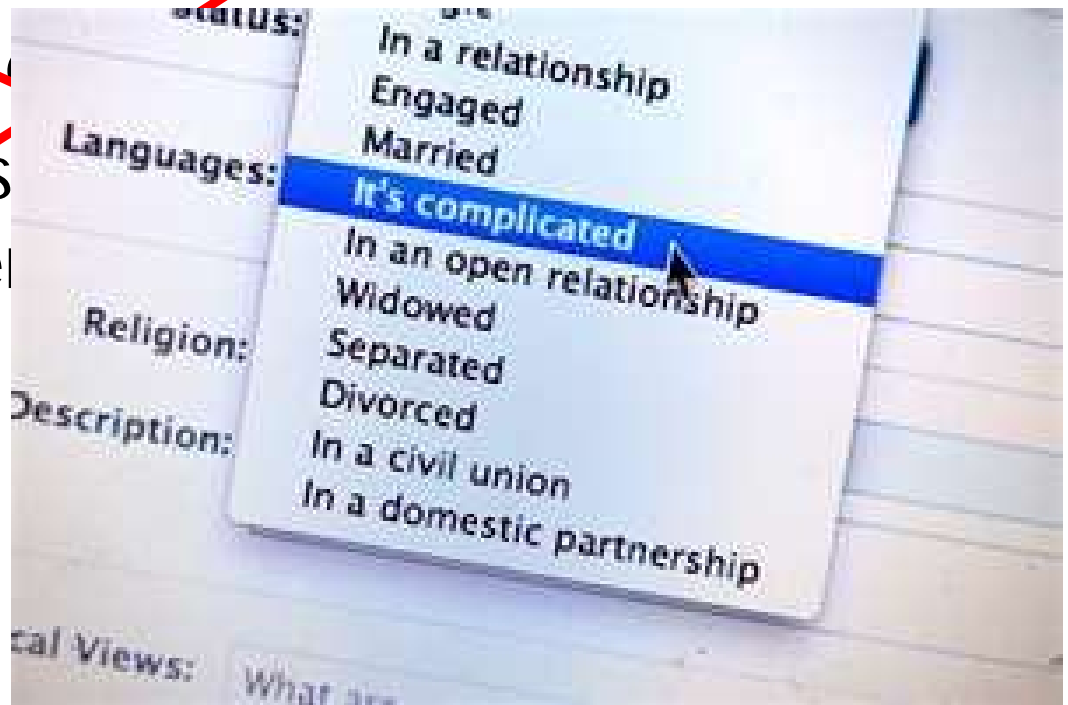 Status:
In a relationship
Engaged
Married
Languages:
It's complicated
In an open relationship
Widowed
Religion:
Separated
Divorced
Description:
In a civil union
In a domestic partnership
Views:
What are